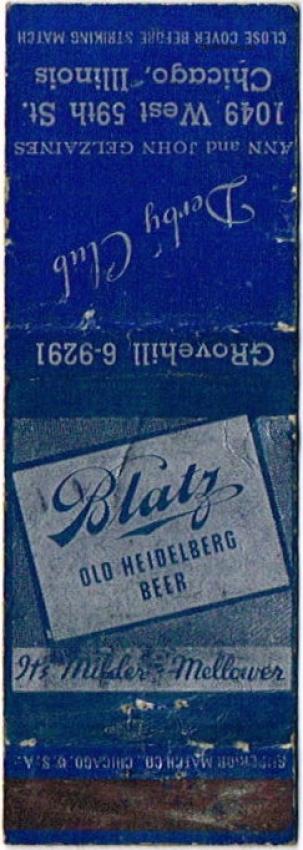 CLOSE COVER BEFORE STRIKING MATCH
Chicago, Illinois
1049 West 59th St.
ANN and JOHN GELZAINES
Derby Club
GRovehill 6-9291
Blatz
OLD HEIDELBERG
BEER
It's Milder - Mellower
SUPERIOR MATCH CO., CHICAGO, U.S.A.